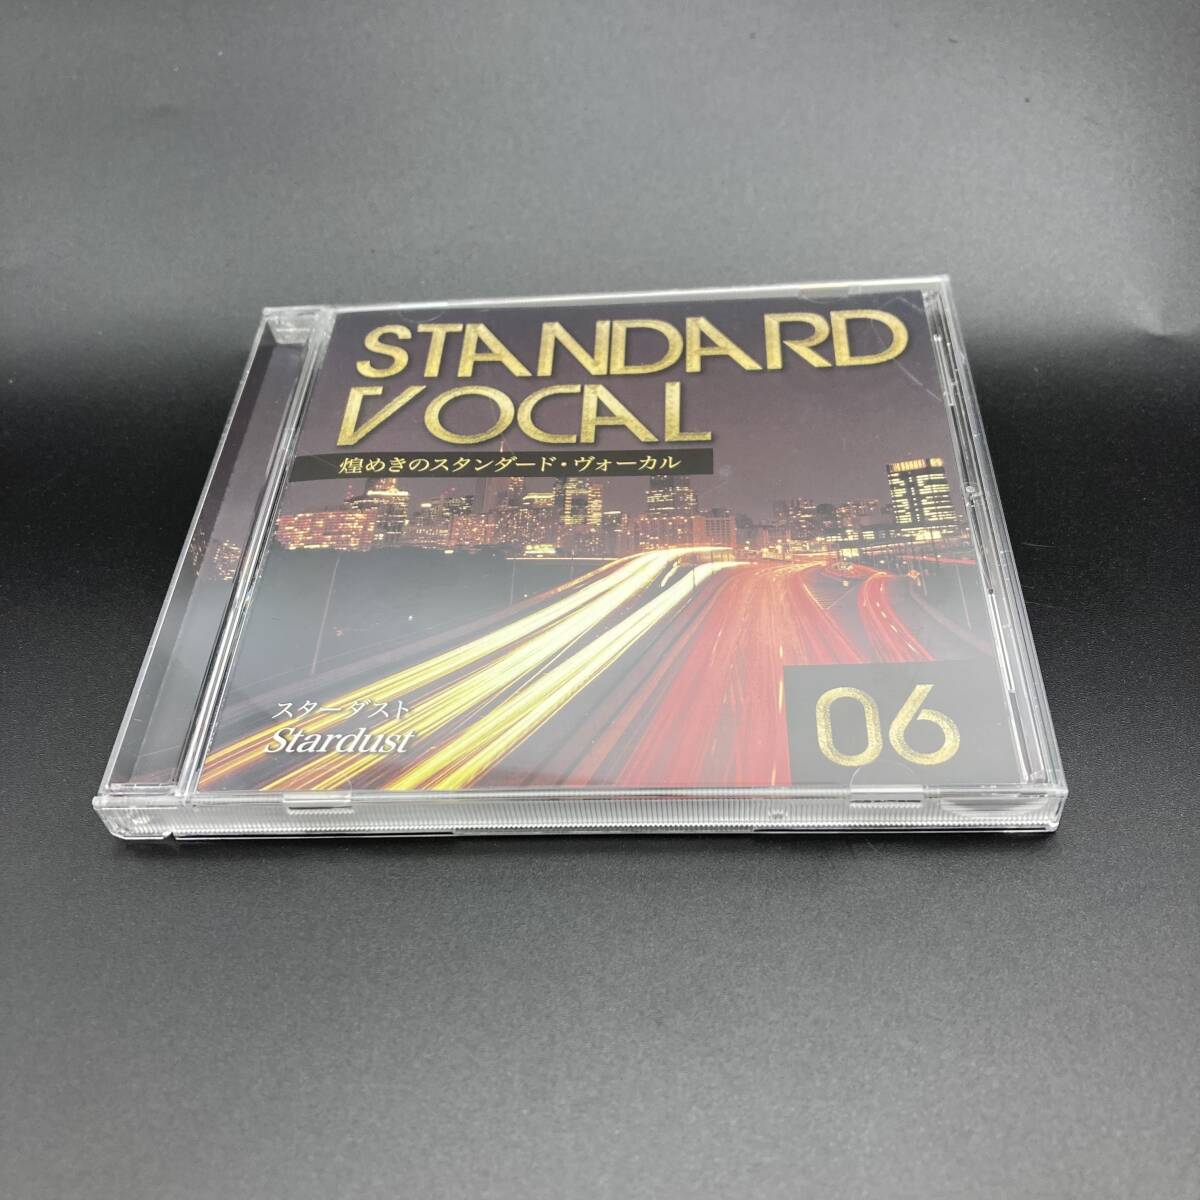 STANDARD
VOCAL
煌めきのスタンダード・ヴォーカル
スターダスト
Stardust
06